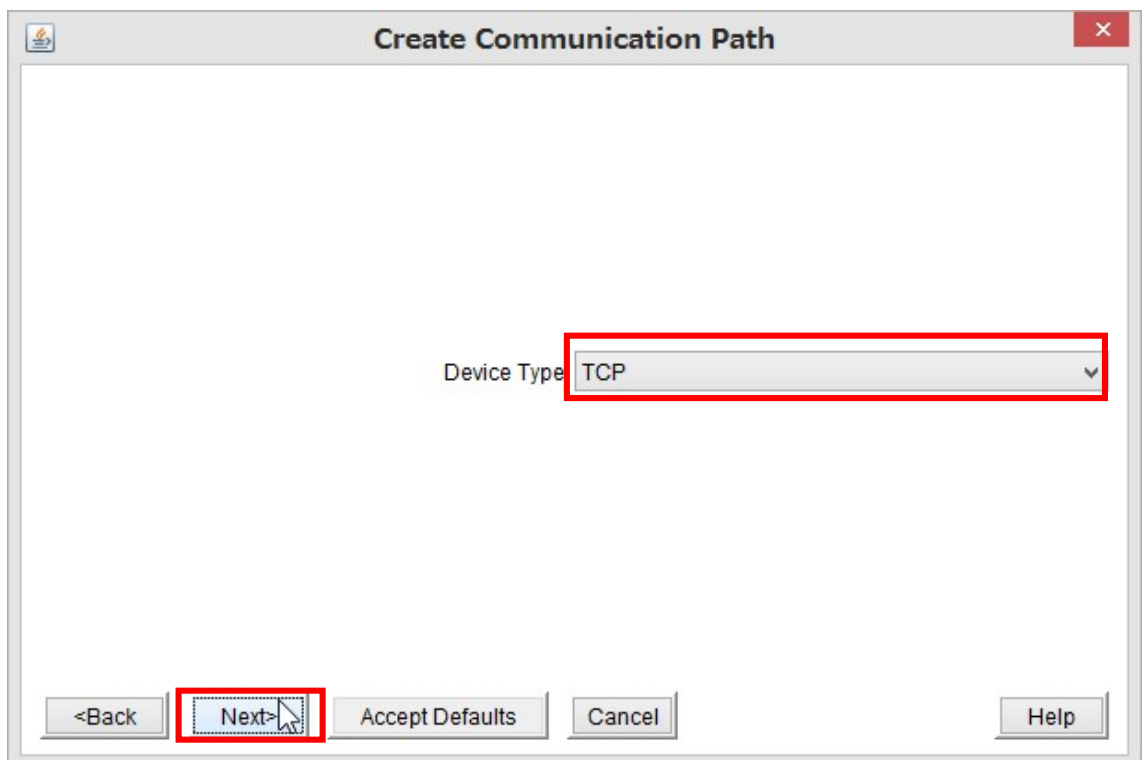 Create Communication Path
Device Type TCP
<Back Next> Accept Defaults Cancel Help